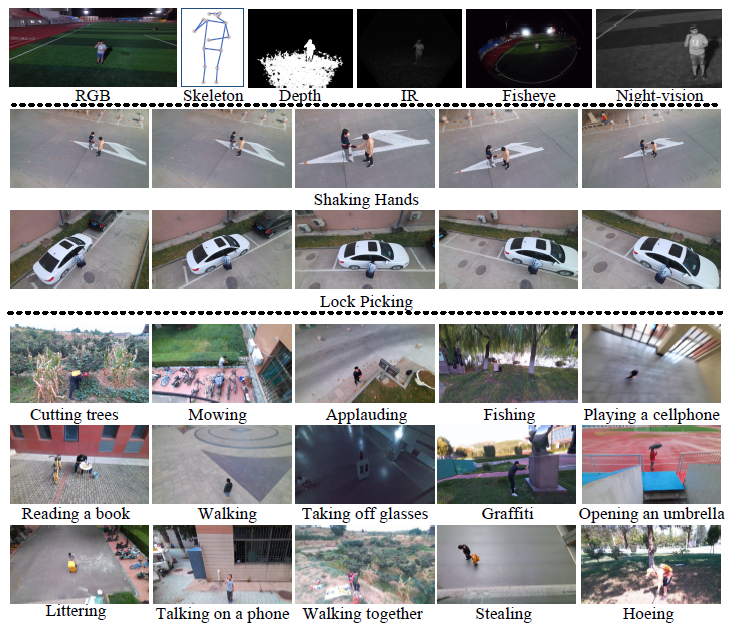 RGB Skeleton Depth IR Fisheye Night-vision
Shaking Hands
Lock Picking
Cutting trees Mowing Applauding Fishing Playing a cellphone
Reading a book Walking Taking off glasses Graffiti Opening an umbrella
Littering Talking on a phone Walking together Stealing Hoeing